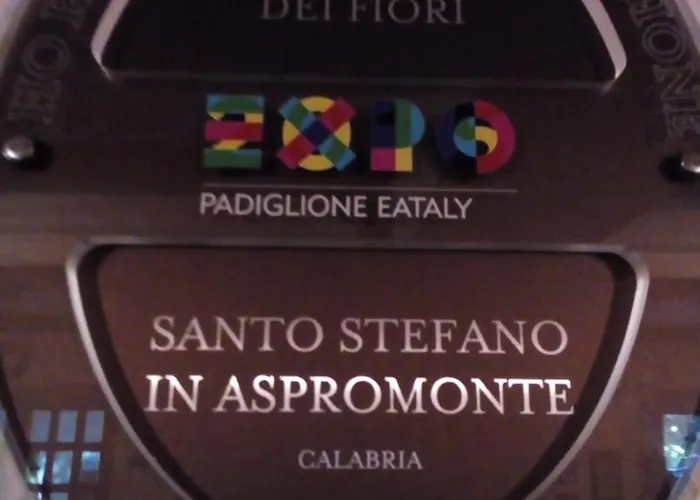 DEI FIORI
EXPO
PADIGLIONE EATALY
SANTO STEFANO
IN ASPROMONTE
CALABRIA